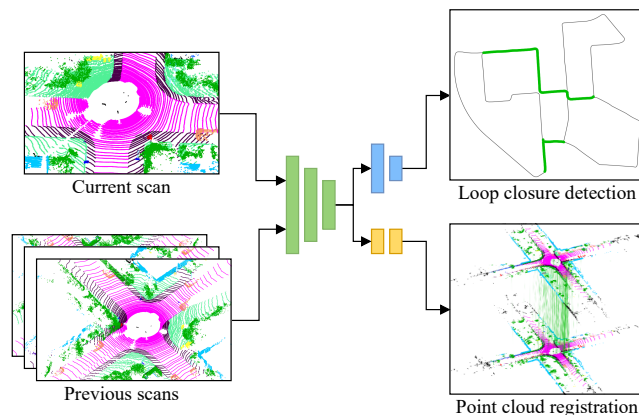 Current scan
Loop closure detection
Previous scans
Point cloud registration